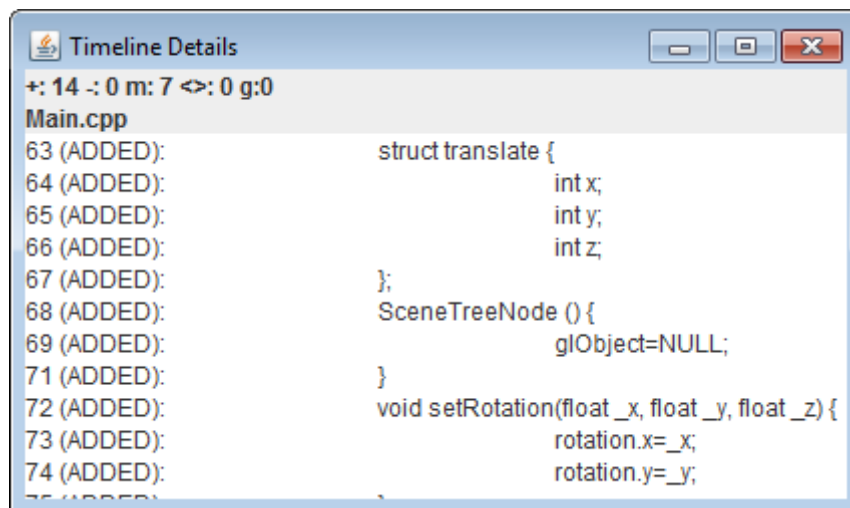 Timeline Details
+: 14 -: 0 m: 7 <>: 0 g:0
Main.cpp
63 (ADDED): struct translate {
64 (ADDED): int x;
65 (ADDED): int y;
66 (ADDED): int z;
67 (ADDED): };
68 (ADDED): SceneTreeNode () {
69 (ADDED): glObject=NULL;
71 (ADDED): }
72 (ADDED): void setRotation(float _x, float _y, float _z) {
73 (ADDED): rotation.x=_x;
74 (ADDED): rotation.y=_y;